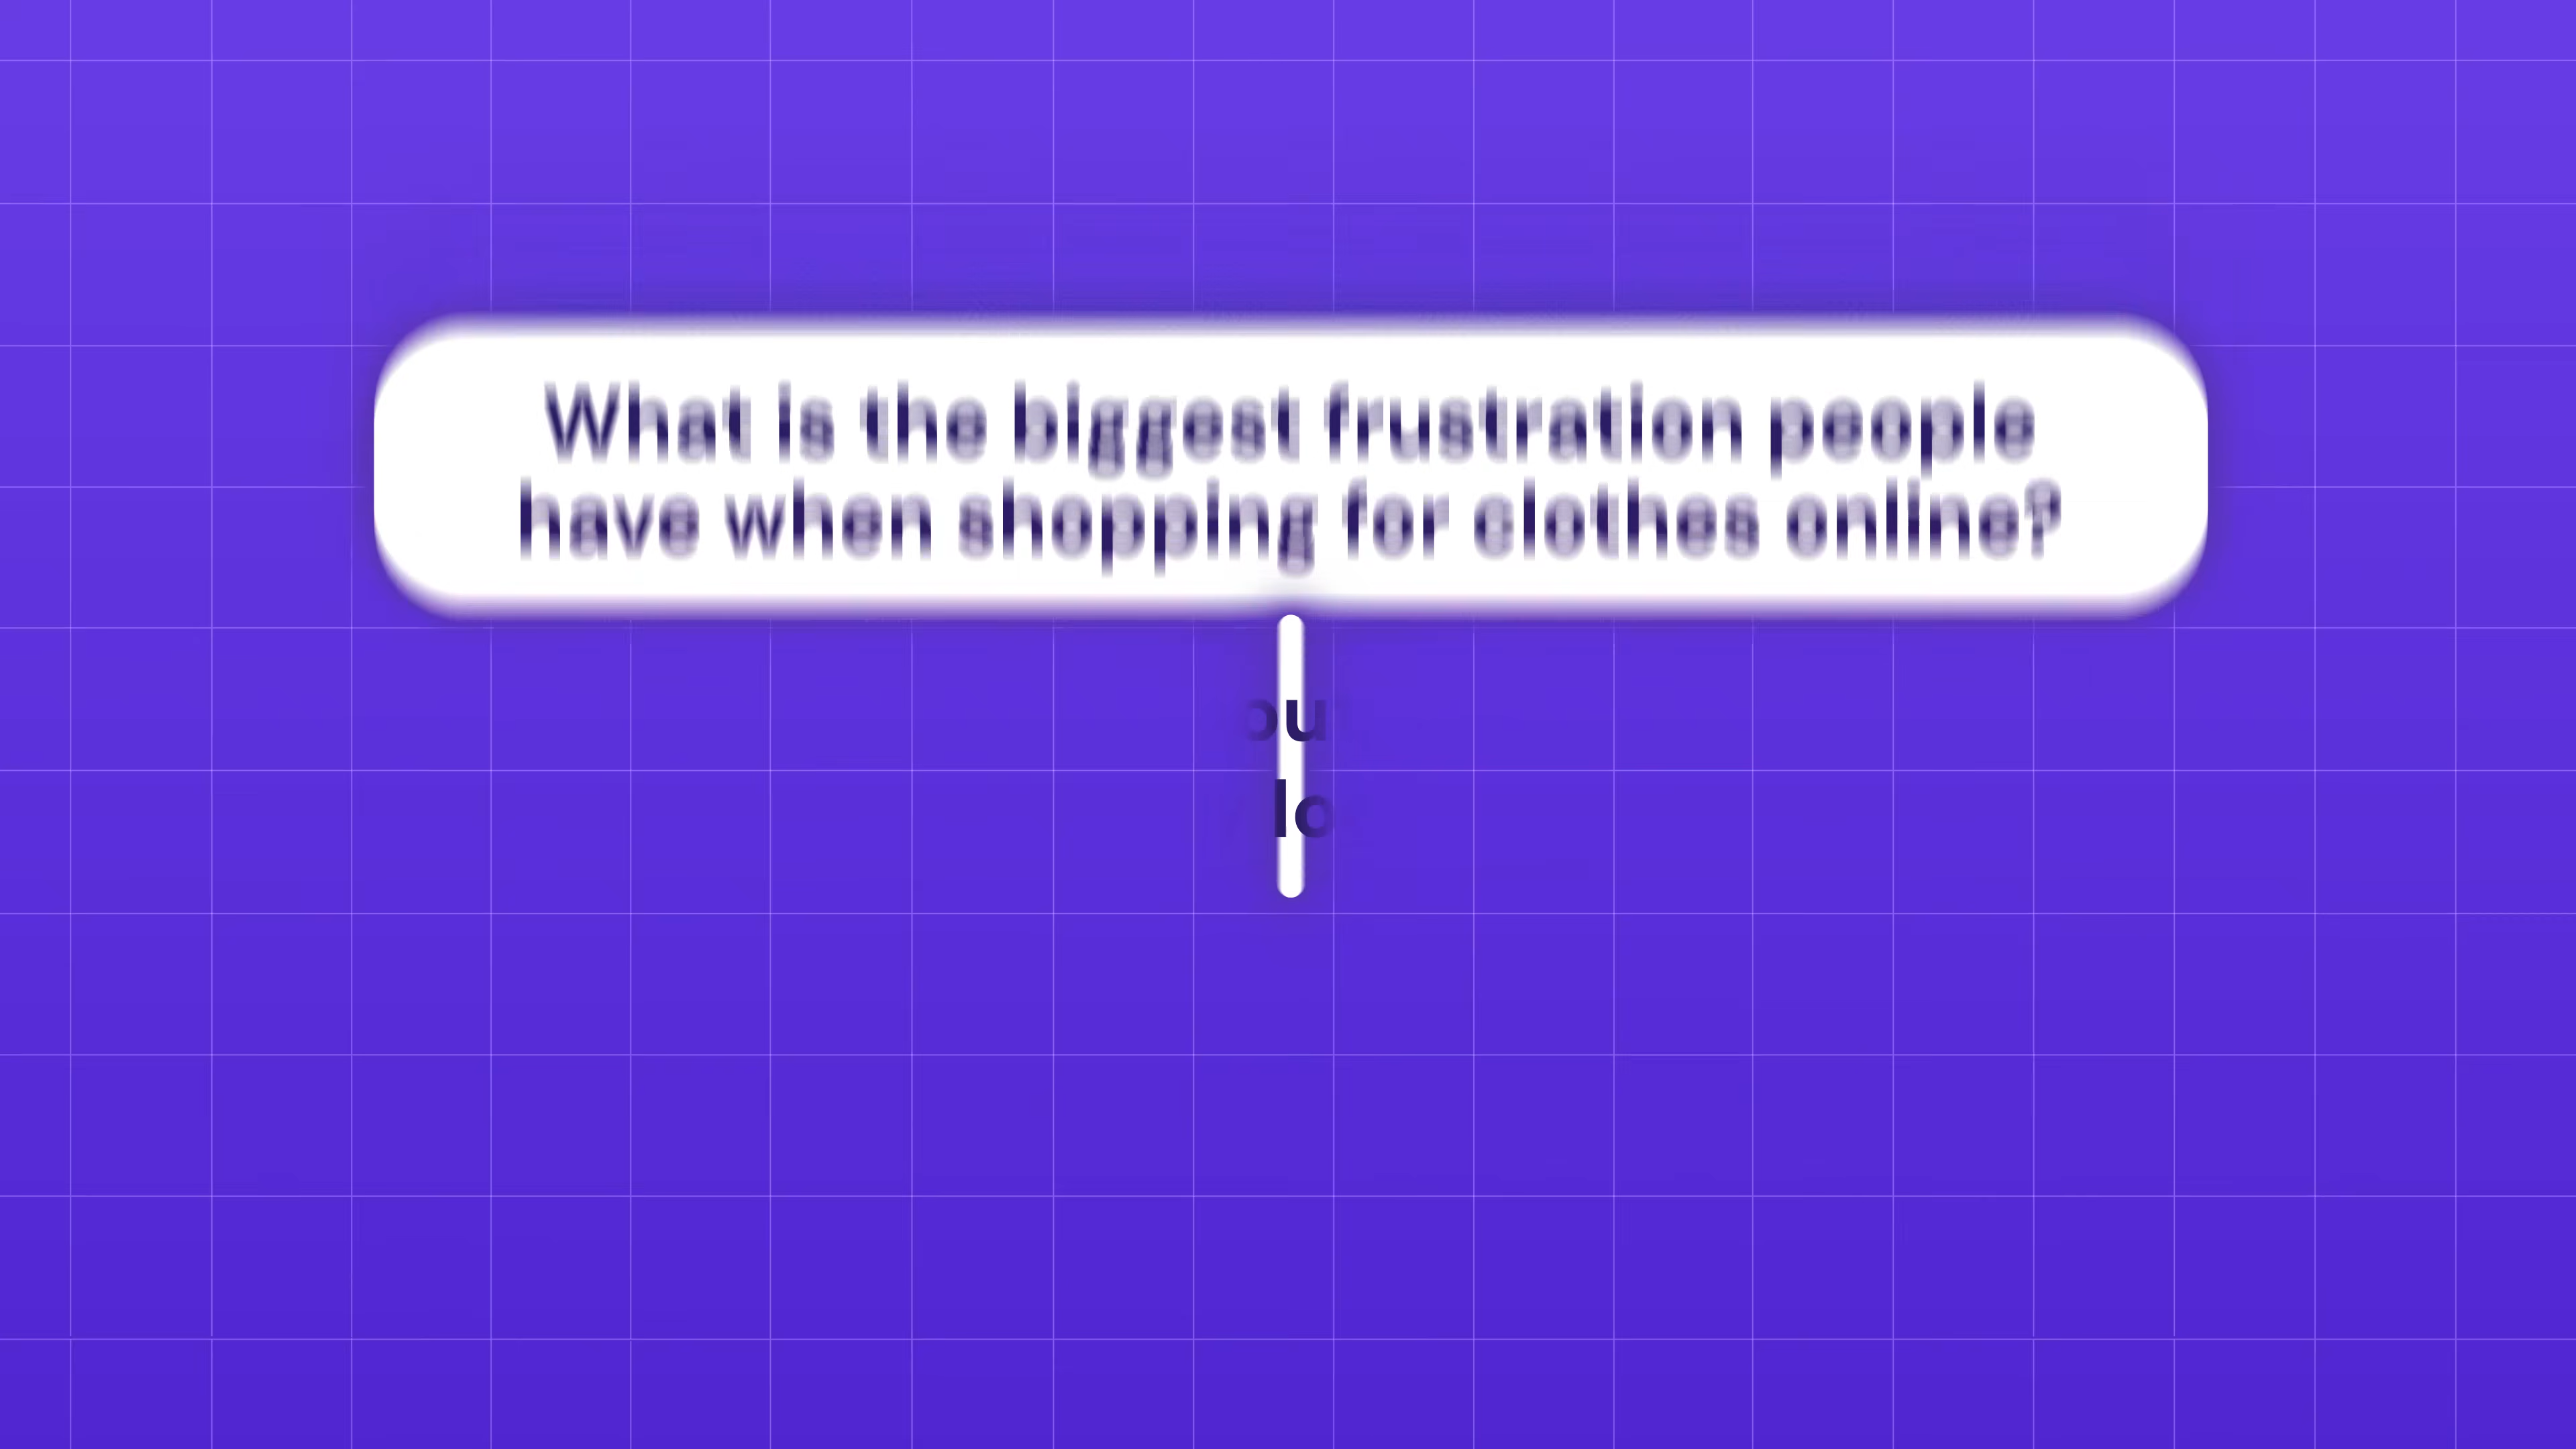 What is the biggest frustration people
have when shopping for clothes online?